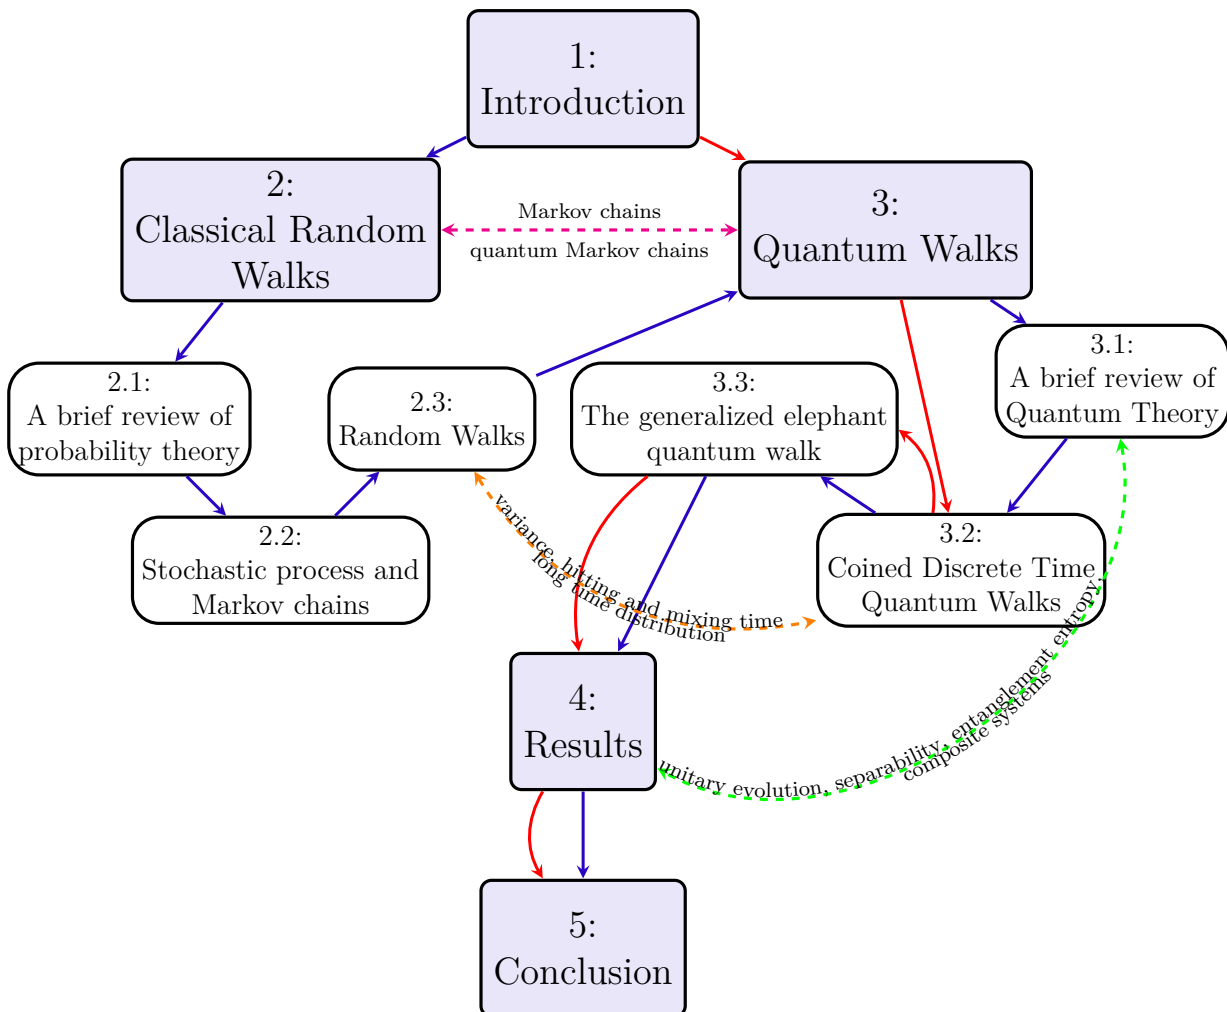 1:
Introduction
2:
Classical Random
Walks
Markov chains
quantum Markov chains
3:
Quantum Walks
2.1:
A brief review of
probability theory
2.3:
Random Walks
3.3:
The generalized elephant
quantum walk
3.1:
A brief review of
Quantum Theory
2.2:
Stochastic process and
Markov chains
variance, hitting and mixing time
long time distribution
3.2:
Coined Discrete Time
Quantum Walks
4:
Results
unitary evolution, separability, entanglement entropy,
composite systems
5:
Conclusion